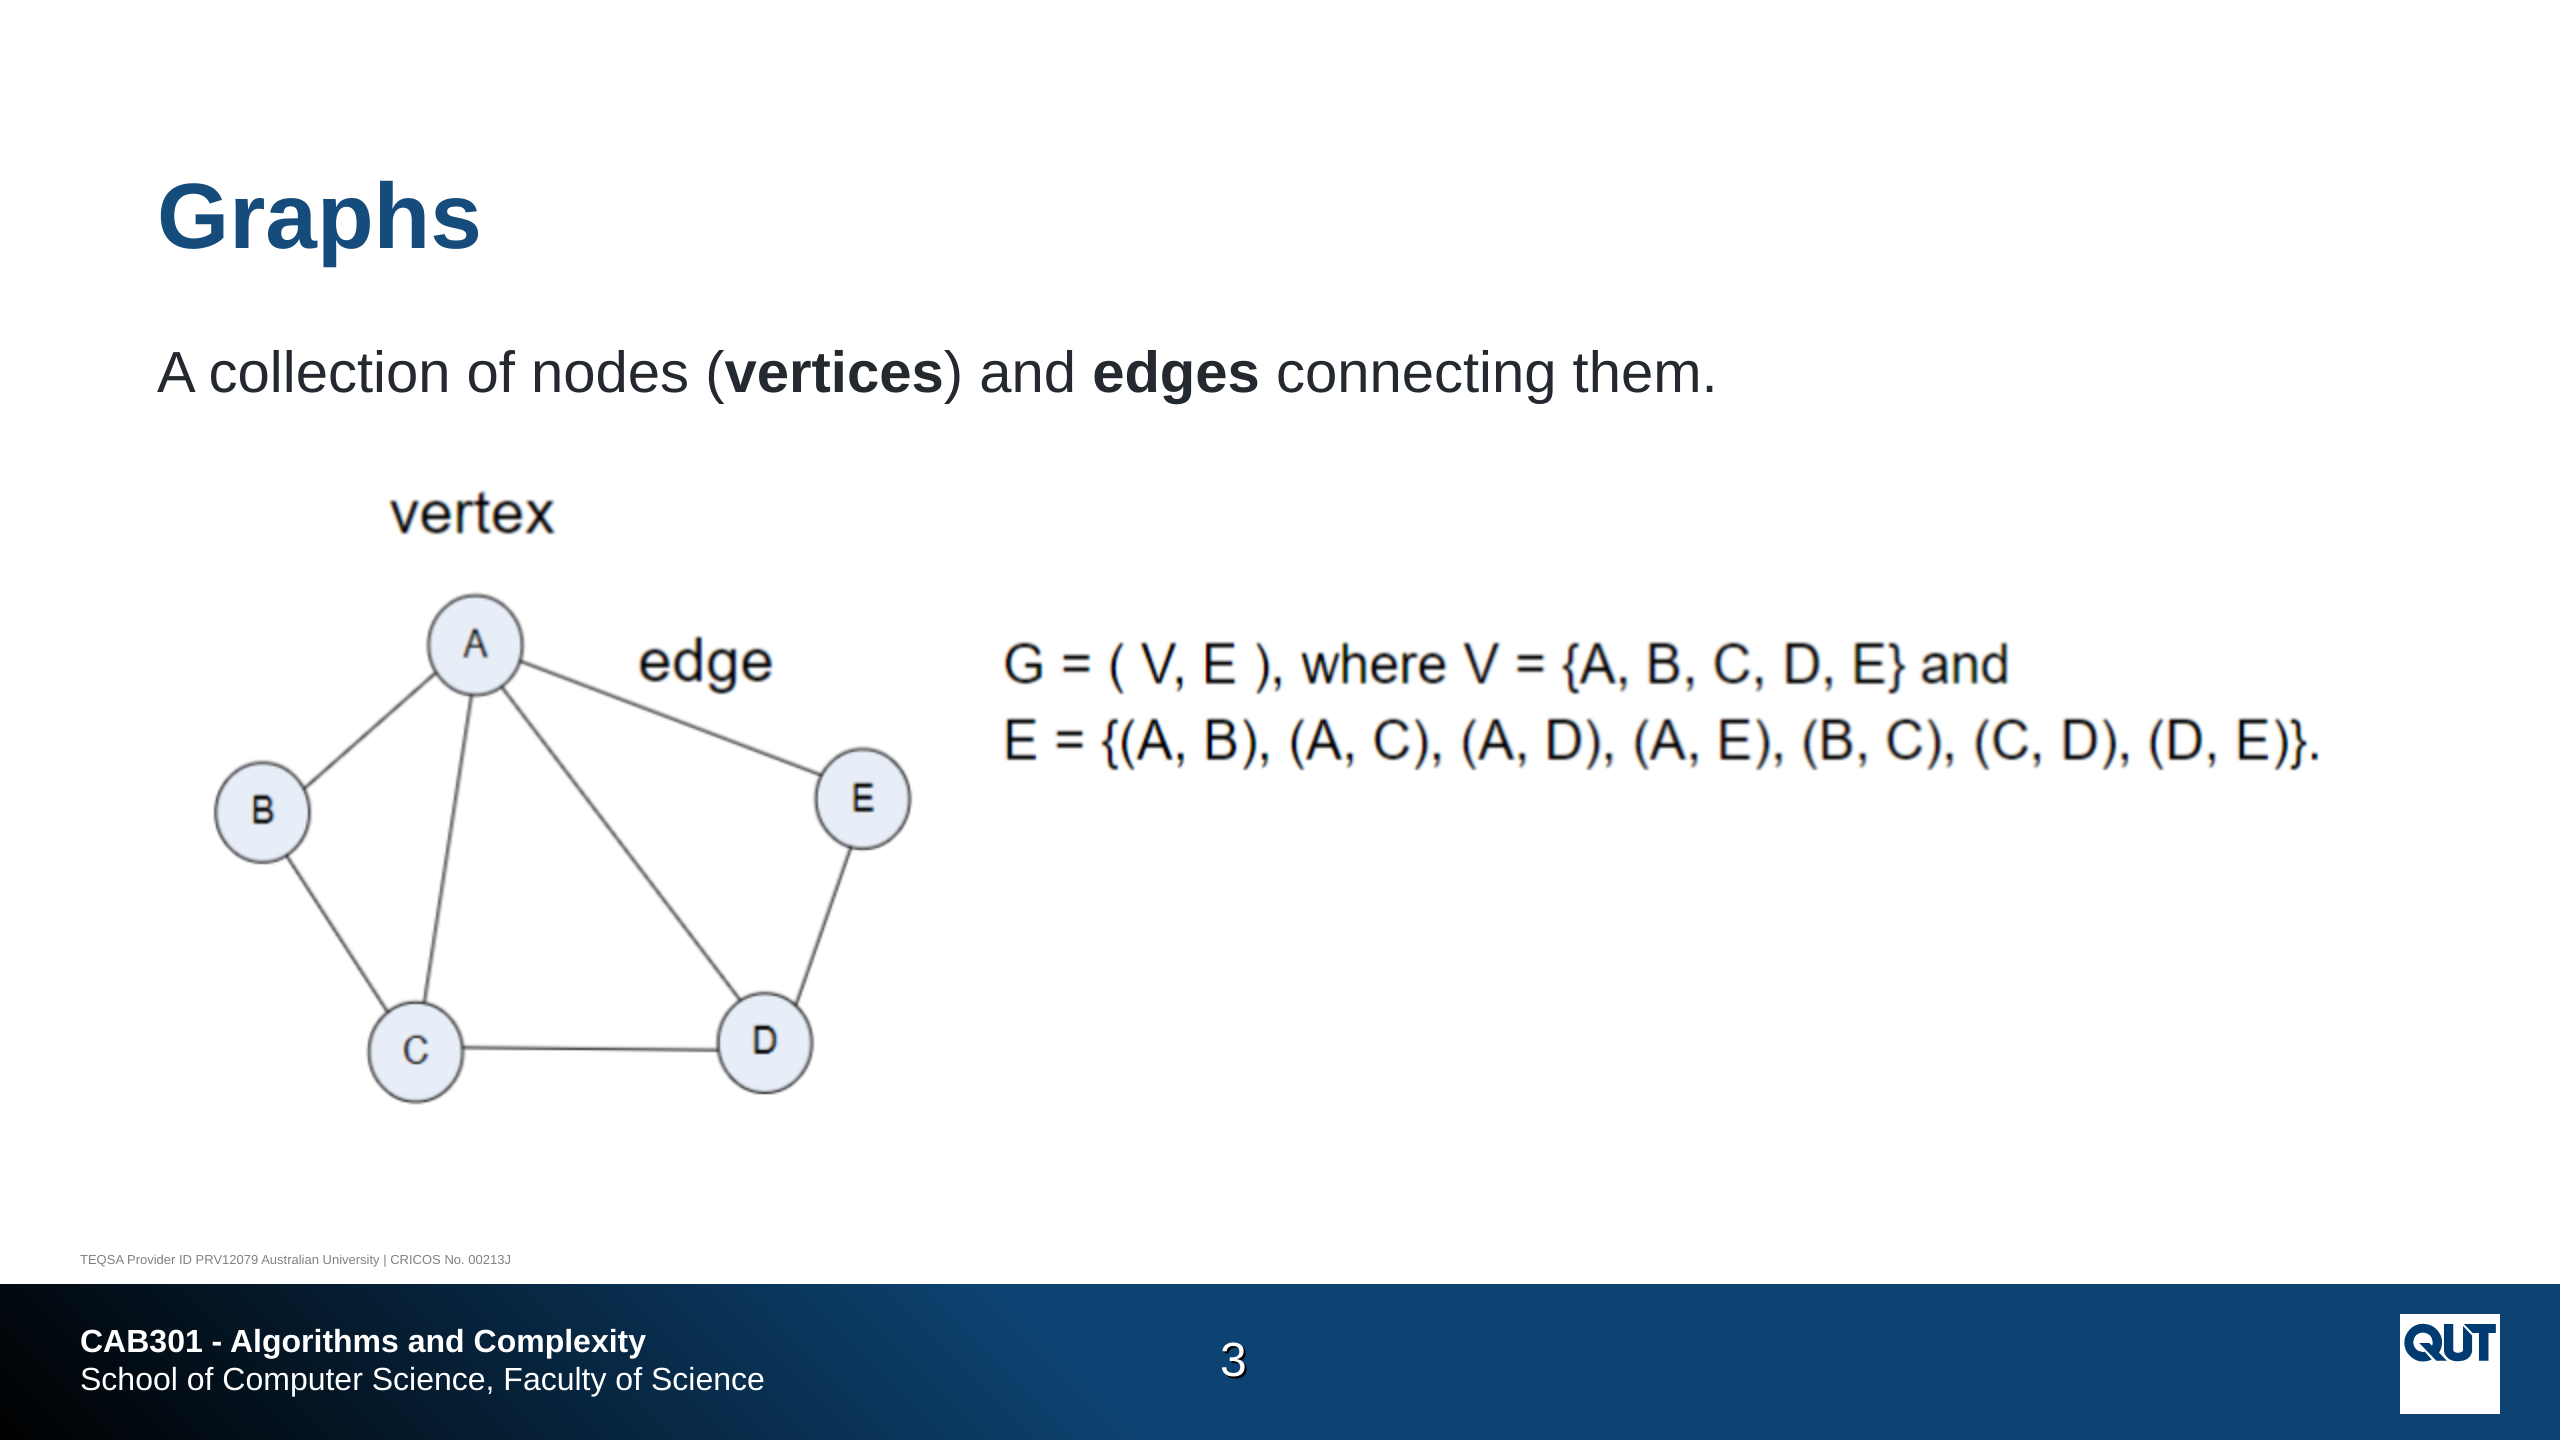 Graphs
A collection of nodes (vertices) and edges connecting them.
vertex
A
edge
B
E
C
D
G = ( V, E ), where V = {A, B, C, D, E} and
E = {(A, B), (A, C), (A, D), (A, E), (B, C), (C, D), (D, E)}.
TEQSA Provider ID PRV12079 Australian University | CRICOS No. 00213J
CAB301 - Algorithms and Complexity
School of Computer Science, Faculty of Science
3
QUT